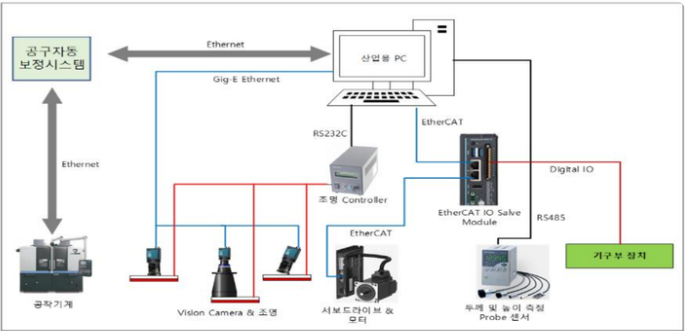 Ethernet
공구자동
보정시스템
산업용 PC
Gig-E Ethernet
EtherCAT
RS232C
Ethernet
Digital IO
조명 Controller
EtherCAT IO Salve
Module
RS485
EtherCAT
기구부 장치
공작기계
Vision Camera & 조명
서보드라이브 &
모터
두께 및 높이 측정
Probe 센서